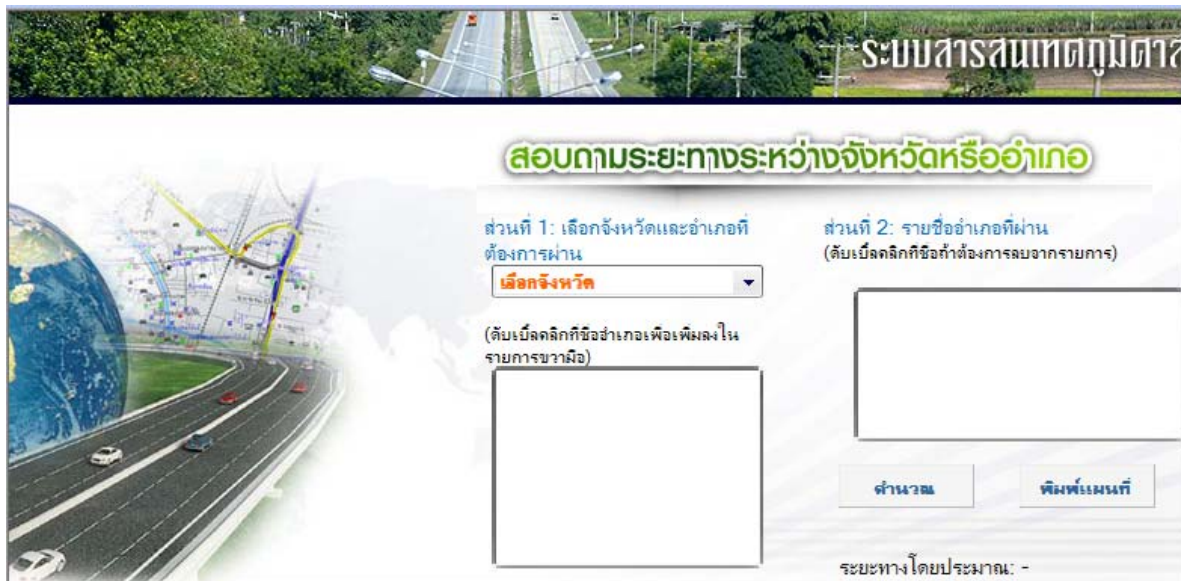 ระบบสารสนเทศภูมิศาส
สอบถามระยะทางระหว่างจังหวัดหรืออำเภอ
ส่วนที่ 1: เลือกจังหวัดและอำเภอที่
ต้องการผ่าน
เลือกจังหวัด
(ดับเบิ้ลคลิกที่ชื่ออำเภอเพื่อเพิ่มลงใน
รายการขวามือ)
ส่วนที่ 2: รายชื่ออำเภอที่ผ่าน
(ดับเบิ้ลคลิกที่ชื่อถ้าต้องการลบจากรายการ)
คำนวณ
พิมพ์แผนที่
ระยะทางโดยประมาณ: -